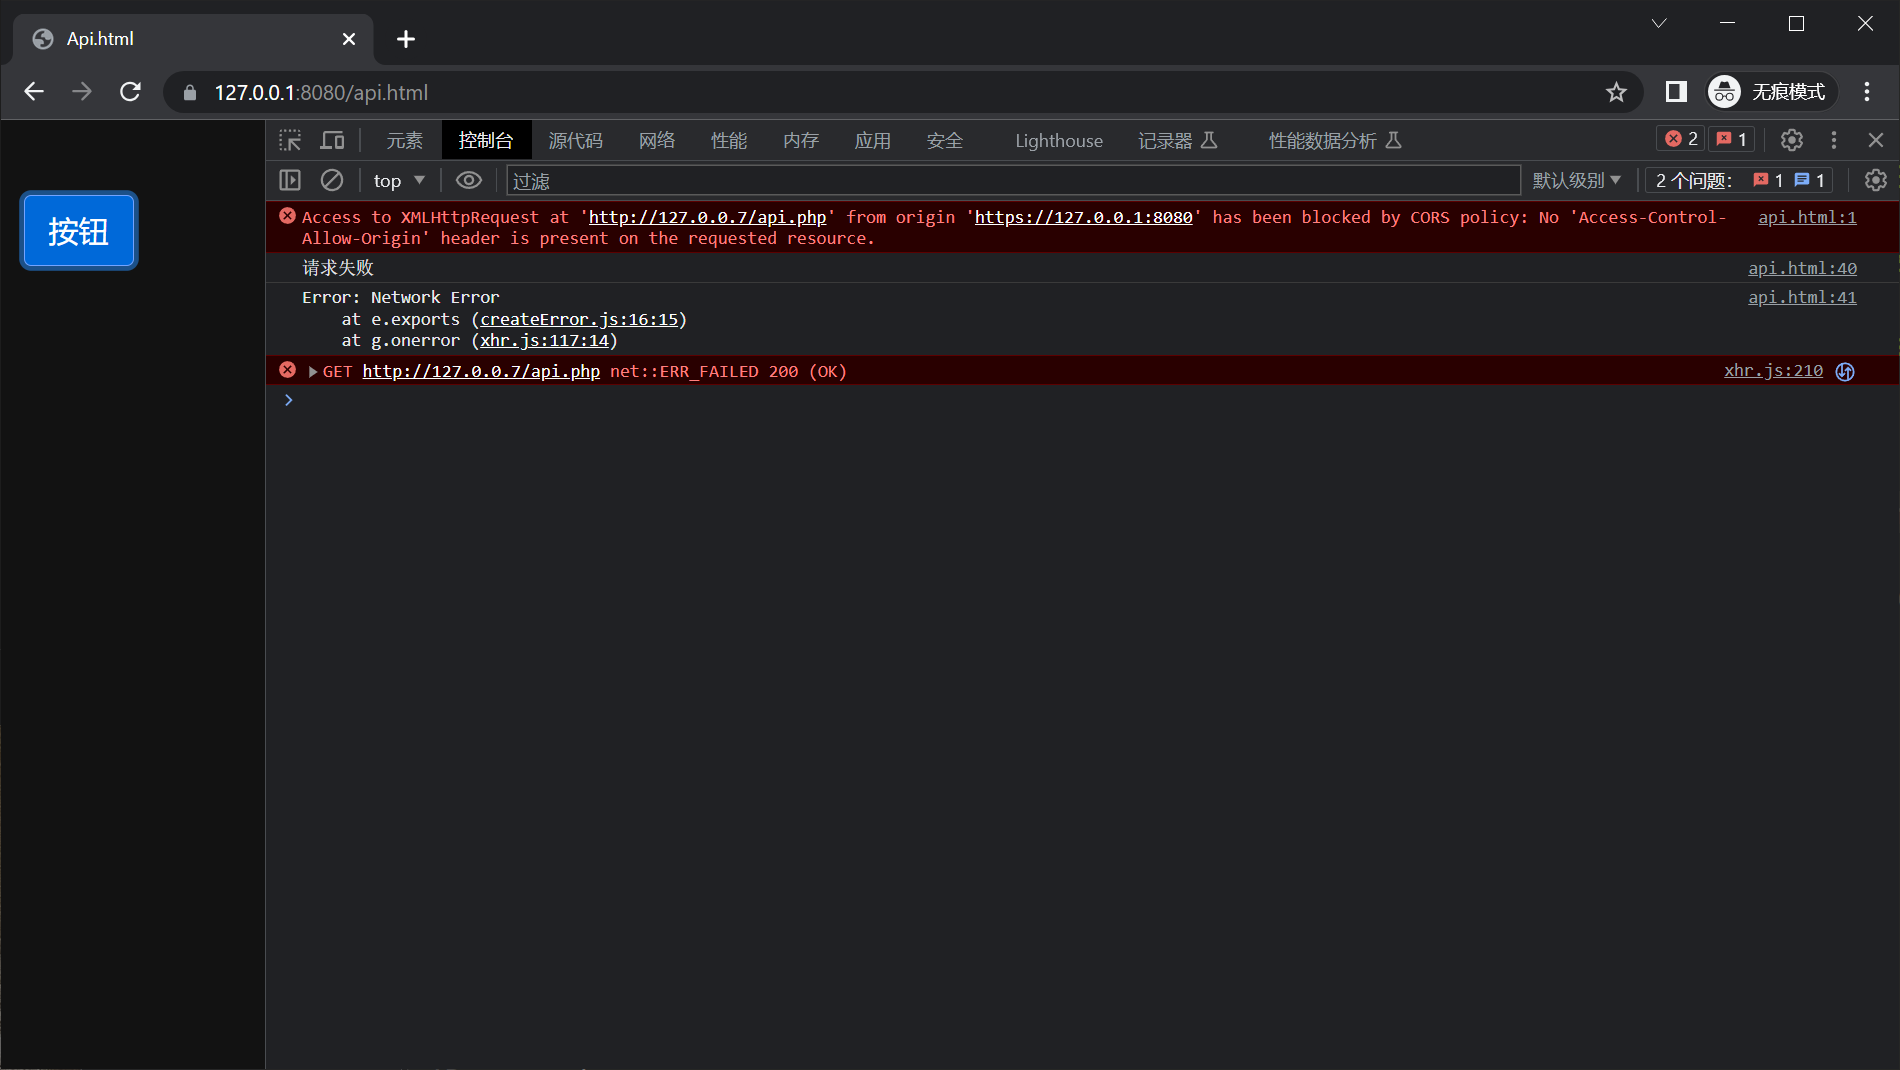 Api.html
127.0.0.1:8080/api.html
无痕模式
元素 控制台 源代码 网络 性能 内存 应用 安全 Lighthouse 记录器 性能数据分析 2 1
top 过滤 默认级别 2 个问题: 1 1
按钮
Access to XMLHttpRequest at 'http://127.0.0.7/api.php' from origin 'https://127.0.0.1:8080' has been blocked by CORS policy: No 'Access-Control- api.html:1
Allow-Origin' header is present on the requested resource.
请求失败 api.html:40
Error: Network Error api.html:41
at e.exports (createError.js:16:15)
at g.onerror (xhr.js:117:14)
GET http://127.0.0.7/api.php net::ERR_FAILED 200 (OK) xhr.js:210